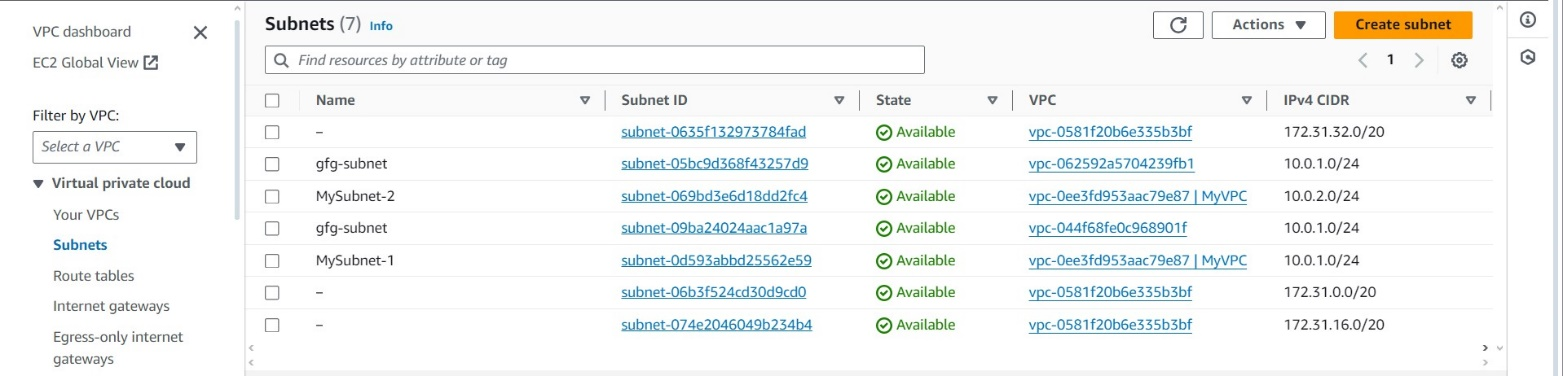 VPC dashboard
EC2 Global View
Filter by VPC:
Select a VPC
Virtual private cloud
Your VPCs
Subnets
Route tables
Internet gateways
Egress-only internet
gateways
Subnets (7) Info
Actions
Create subnet
Find resources by attribute or tag
1
Name Subnet ID State VPC IPv4 CIDR
– subnet-0635f132973784fad Available vpc-0581f20b6e335b3bf 172.31.32.0/20
gfg-subnet subnet-05bc9d368f43257d9 Available vpc-062592a5704239fb1 10.0.1.0/24
MySubnet-2 subnet-069bd3e6d18dd2fc4 Available vpc-0ee3fd953aac79e87 | MyVPC 10.0.2.0/24
gfg-subnet subnet-09ba24024aac1a97a Available vpc-044f68fe0c968901f 10.0.1.0/24
MySubnet-1 subnet-0d593abbd25562e59 Available vpc-0ee3fd953aac79e87 | MyVPC 10.0.1.0/24
– subnet-06b3f524cd30d9cd0 Available vpc-0581f20b6e335b3bf 172.31.0.0/20
– subnet-074e2046049b234b4 Available vpc-0581f20b6e335b3bf 172.31.16.0/20